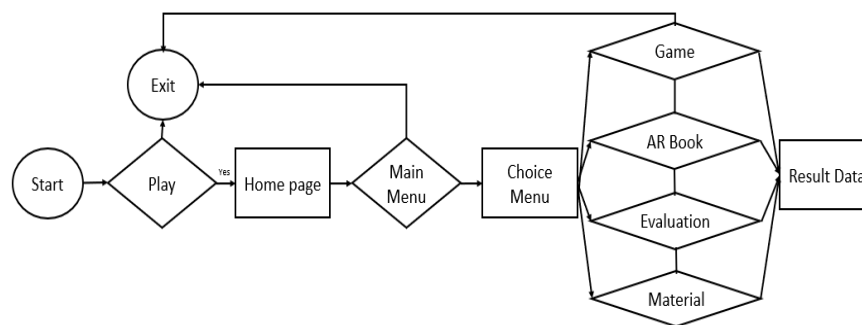 Game
Exit
AR Book
Start
Play
Yes
Home page
Main
Menu
Choice
Menu
Result Data
Evaluation
Material